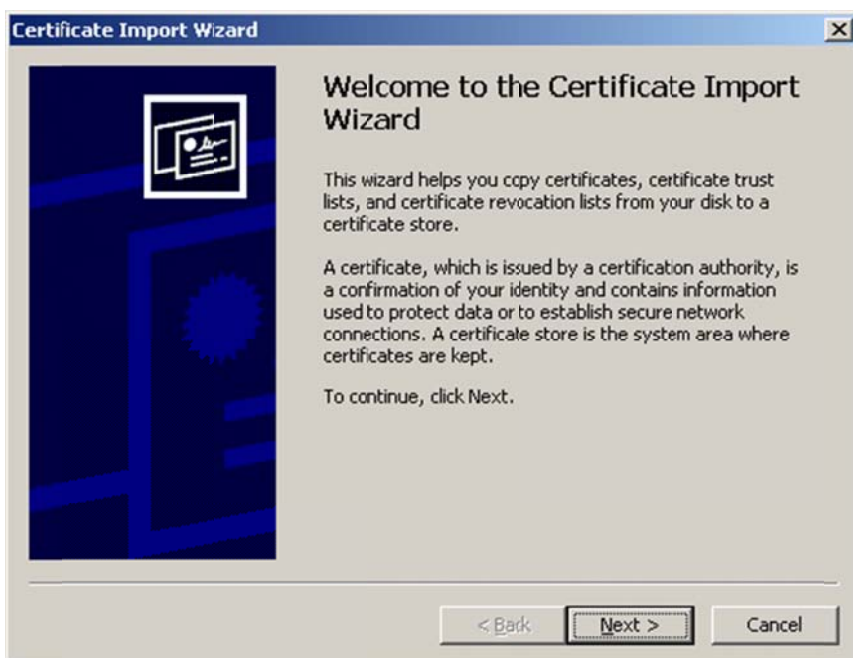 Certificate Import Wizard
Welcome to the Certificate Import
Wizard
This wizard helps you copy certificates, certificate trust
lists, and certificate revocation lists from your disk to a
certificate store.
A certificate, which is issued by a certification authority, is
a confirmation of your identity and contains information
used to protect data or to establish secure network
connections. A certificate store is the system area where
certificates are kept.
To continue, click Next.
< Back Next > Cancel